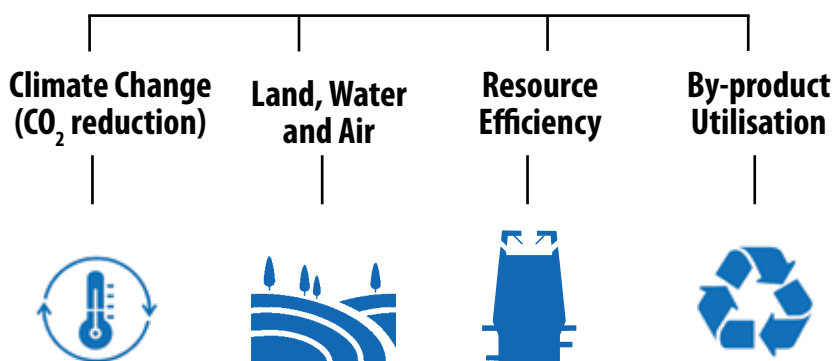 Climate Change
(CO₂ reduction)
Land, Water
and Air
Resource
Efficiency
By-product
Utilisation